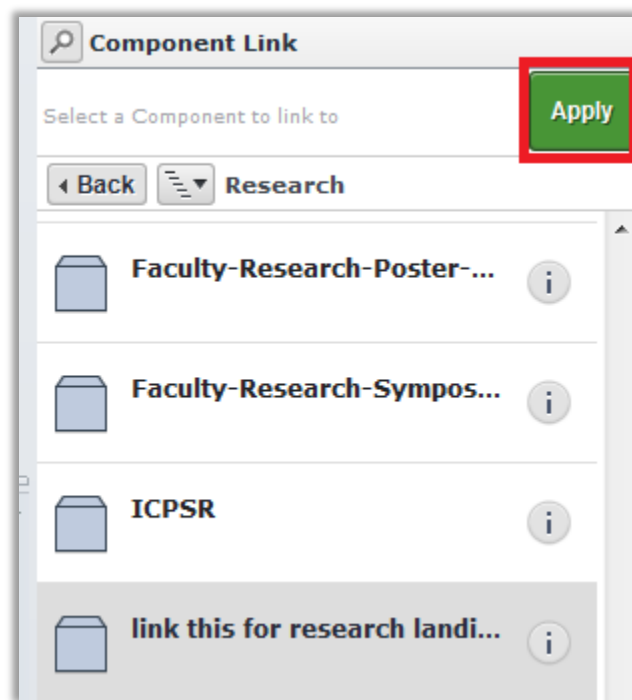 Component Link
Select a Component to link to
Apply
Back
Research
Faculty-Research-Poster-...
i
Faculty-Research-Sympos...
i
ICPSR
i
link this for research landi...
i